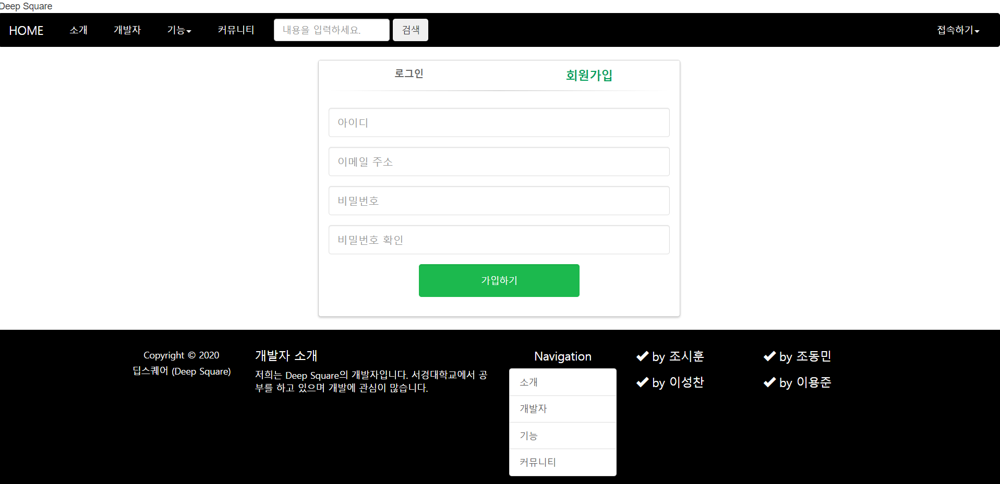 Deep Square
HOME 소개 개발자 기능 커뮤니티 내용을 입력하세요. 검색 접속하기
로그인 회원가입
아이디
이메일 주소
비밀번호
비밀번호 확인
가입하기
Copyright © 2020
딥스퀘어 (Deep Square)
개발자 소개
저희는 Deep Square의 개발자입니다. 서경대학교에서 공
부를 하고 있으며 개발에 관심이 많습니다.
Navigation
소개
개발자
기능
커뮤니티
by 조시훈
by 이성찬
by 조동민
by 이용준